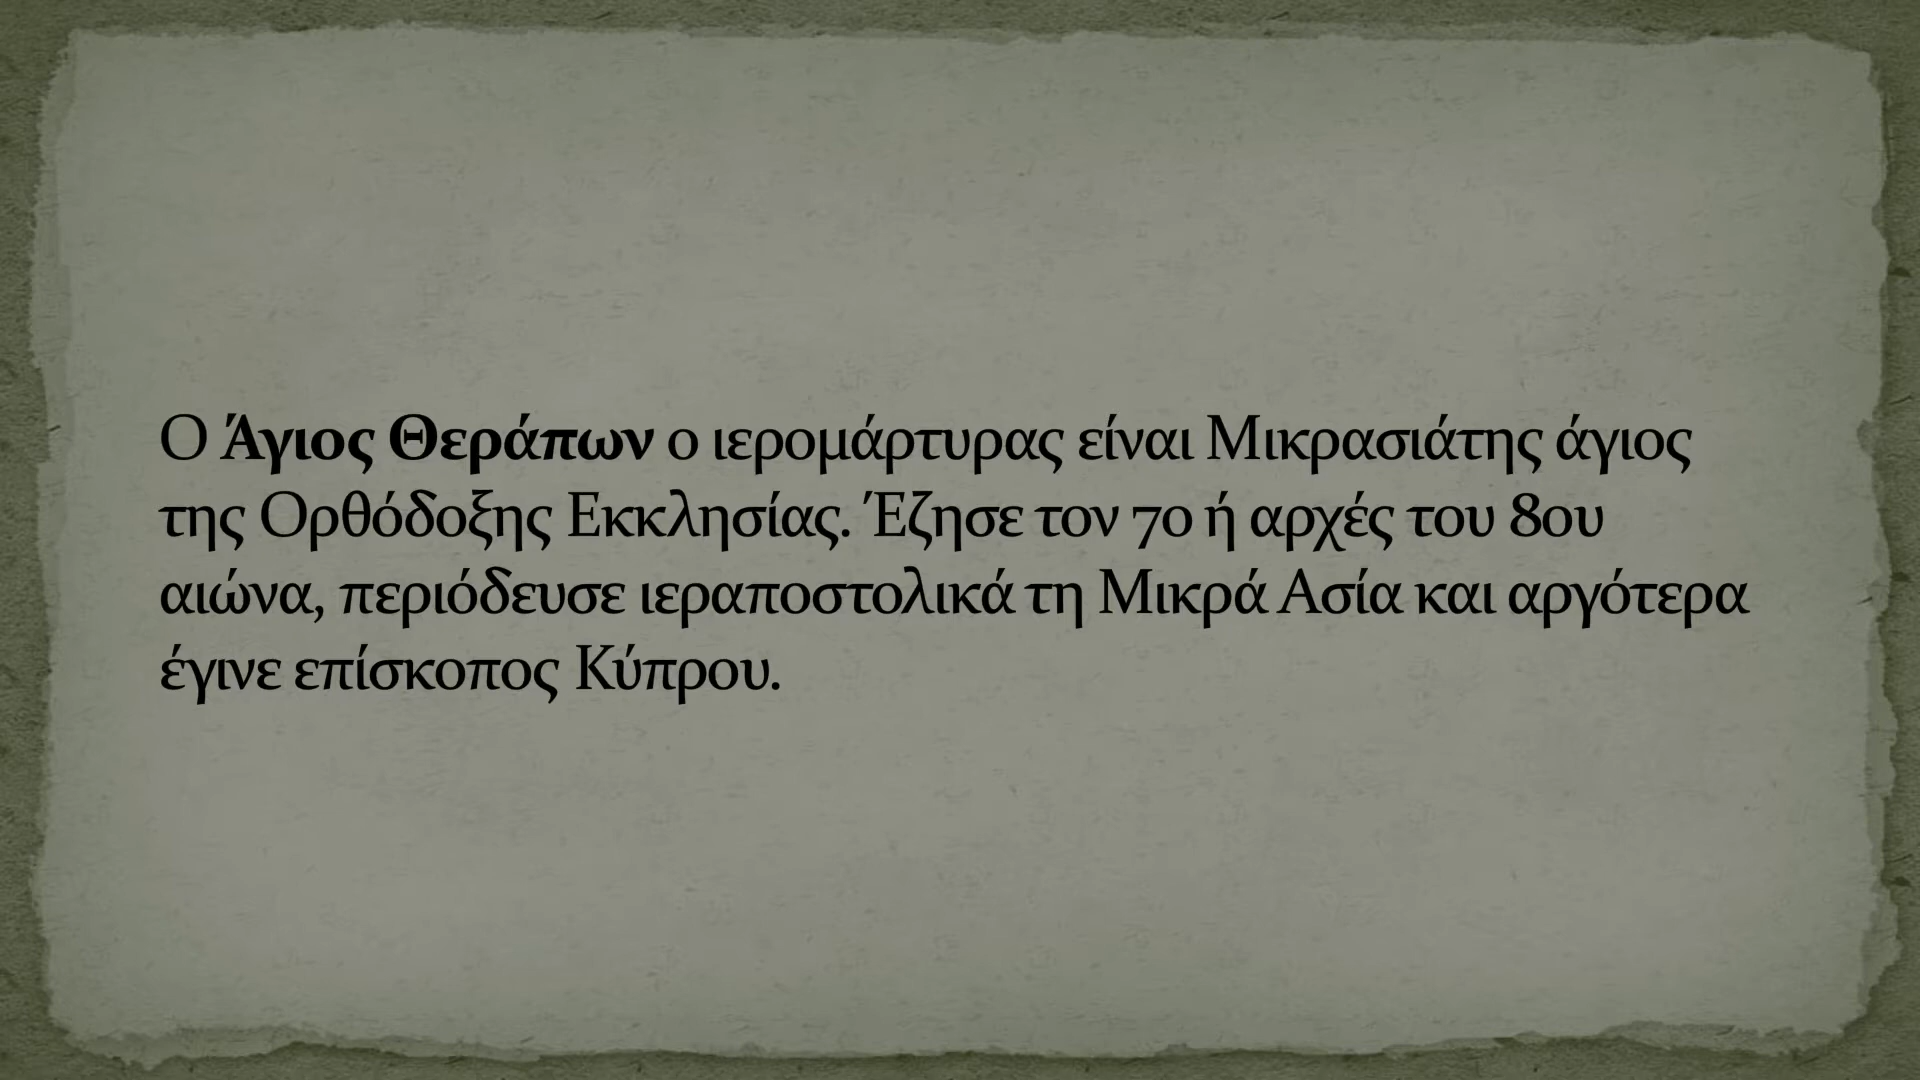 Ο Άγιος Θεράπων ο ιερομάρτυρας είναι Μικρασιάτης άγιος
της Ορθόδοξης Εκκλησίας. Έζησε τον 7ο ή αρχές του 8ου
αιώνα, περιόδευσε ιεραποστολικά τη Μικρά Ασία και αργότερα
έγινε επίσκοπος Κύπρου.